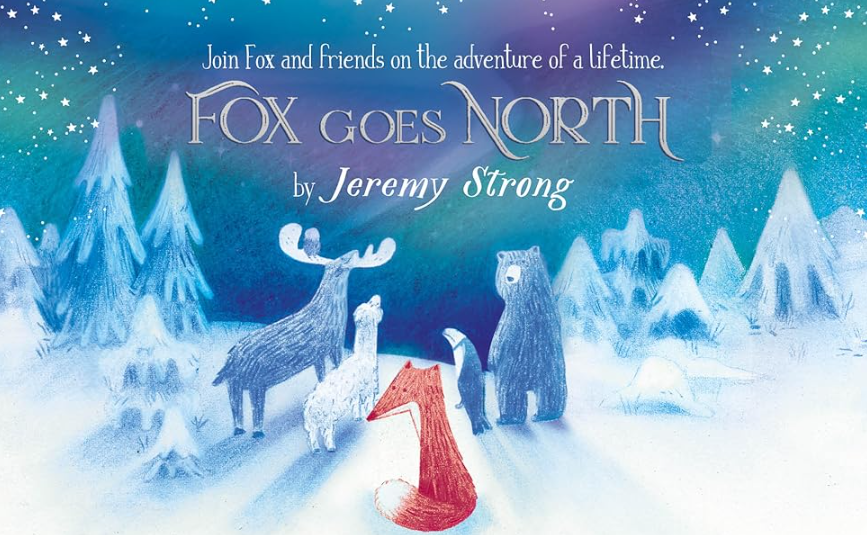 Join Fox and friends on the adventure of a lifetime.
FOX GOES NORTH
by Jeremy Strong